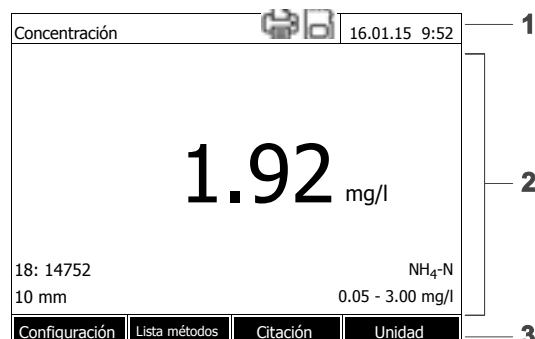 Concentración 16.01.15 9:52 1
1.92 mg/l
2
18: 14752 NH₄-N
10 mm 0.05 - 3.00 mg/l
Configuración Lista métodos Citación Unidad 3